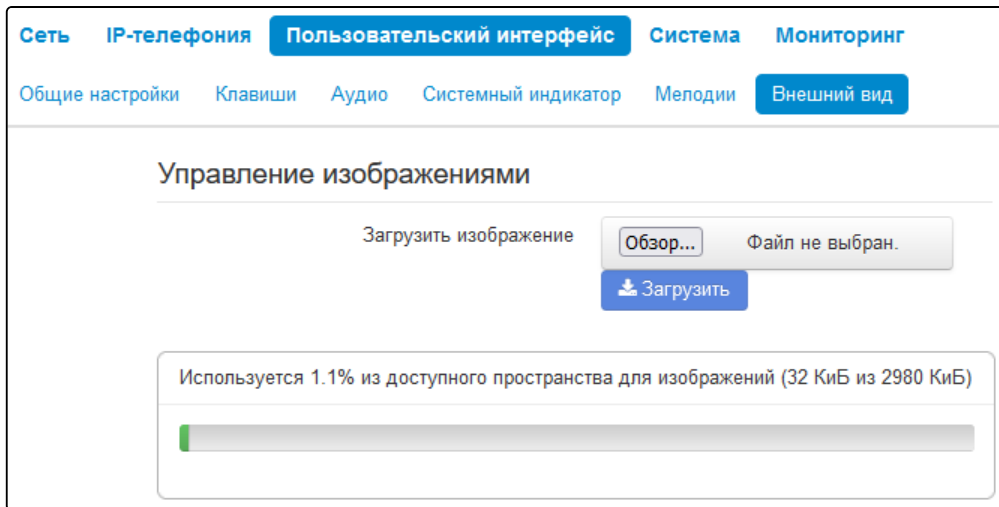 Сеть IP-телефония Пользовательский интерфейс Система Мониторинг
Общие настройки Клавиши Аудио Системный индикатор Мелодии Внешний вид
Управление изображениями
Загрузить изображение Обзор... Файл не выбран.
Загрузить
Используется 1.1% из доступного пространства для изображений (32 КиБ из 2980 КиБ)